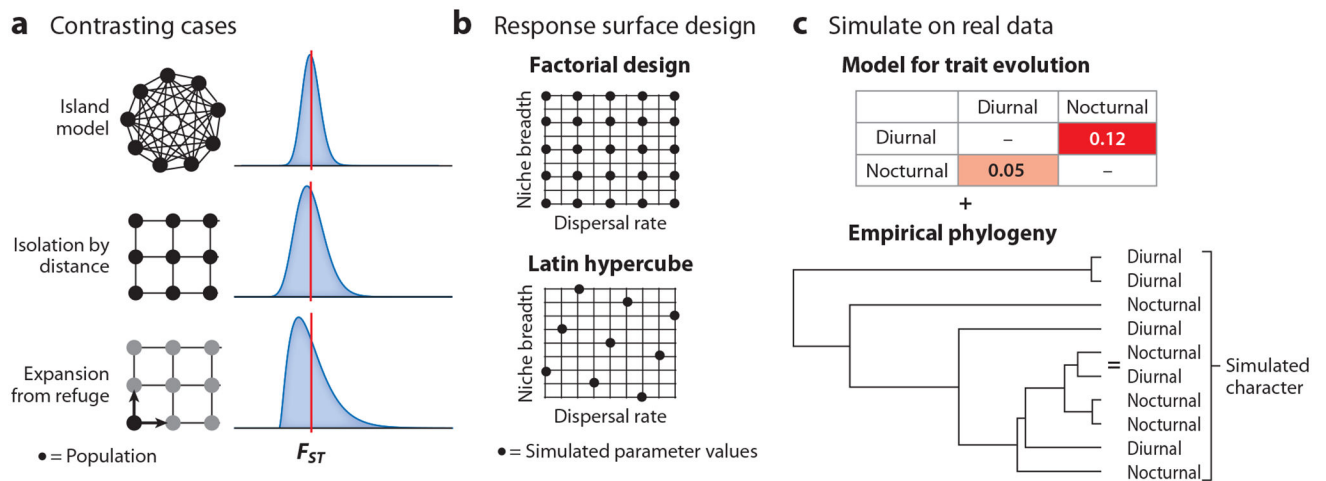 a Contrasting cases
Island
model
Isolation by
distance
Expansion
from refuge
● = Population
FST
b Response surface design
Factorial design
Niche breadth
Dispersal rate
Latin hypercube
Niche breadth
Dispersal rate
● = Simulated parameter values
c Simulate on real data
Model for trait evolution
Diurnal Nocturnal
Diurnal – 0.12
Nocturnal 0.05 –
+
Empirical phylogeny
Diurnal
Diurnal
Nocturnal
Diurnal
Nocturnal
=
Diurnal
Nocturnal
Nocturnal
Diurnal
Nocturnal
Simulated
character